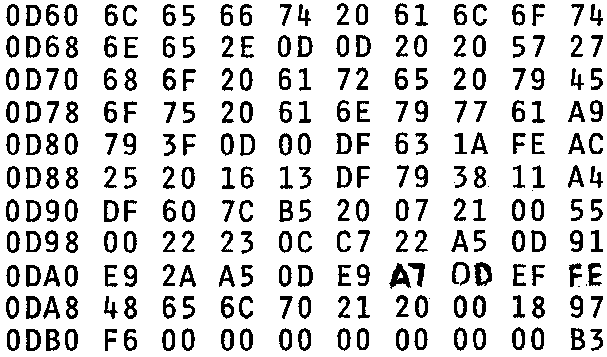 0D60 6C 65 66 74 20 61 6C 6F 74
0D68 6E 65 2E 0D 0D 20 20 57 27
0D70 68 6F 20 61 72 65 20 79 45
0D78 6F 75 20 61 6E 79 77 61 A9
0D80 79 3F 0D 00 DF 63 1A FE AC
0D88 25 20 16 13 DF 79 38 11 A4
0D90 DF 60 7C B5 20 07 21 00 55
0D98 00 22 23 0C C7 22 A5 0D 91
0DA0 E9 2A A5 0D E9 A7 0D EF FE
0DA8 48 65 6C 70 21 20 00 18 97
0DB0 F6 00 00 00 00 00 00 00 B3